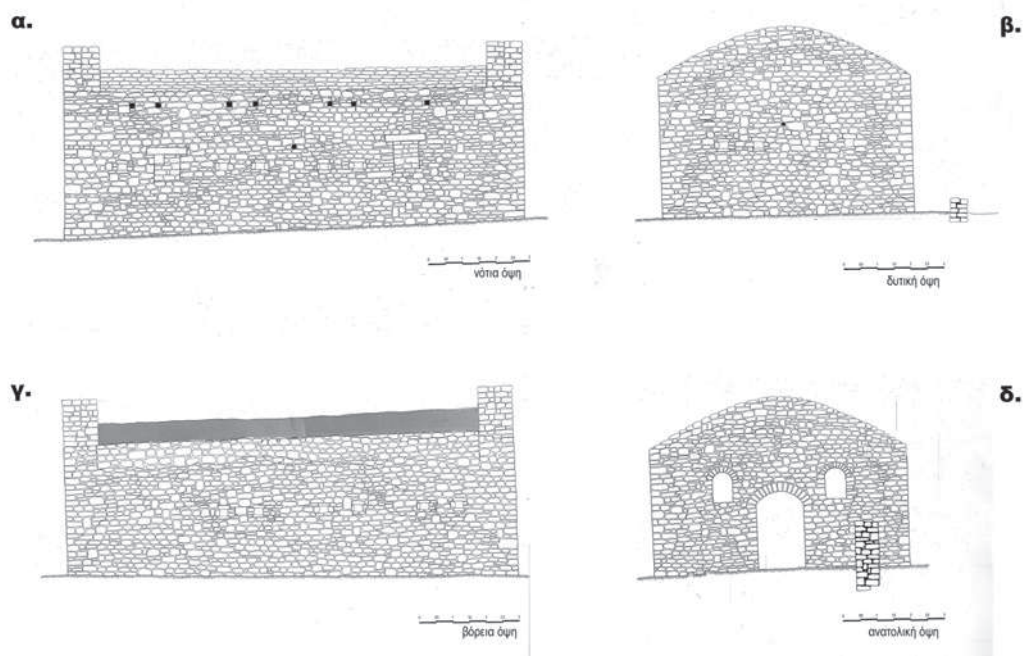 α.
νότια όψη
β.
δυτική όψη
γ.
βόρεια όψη
δ.
ανατολική όψη